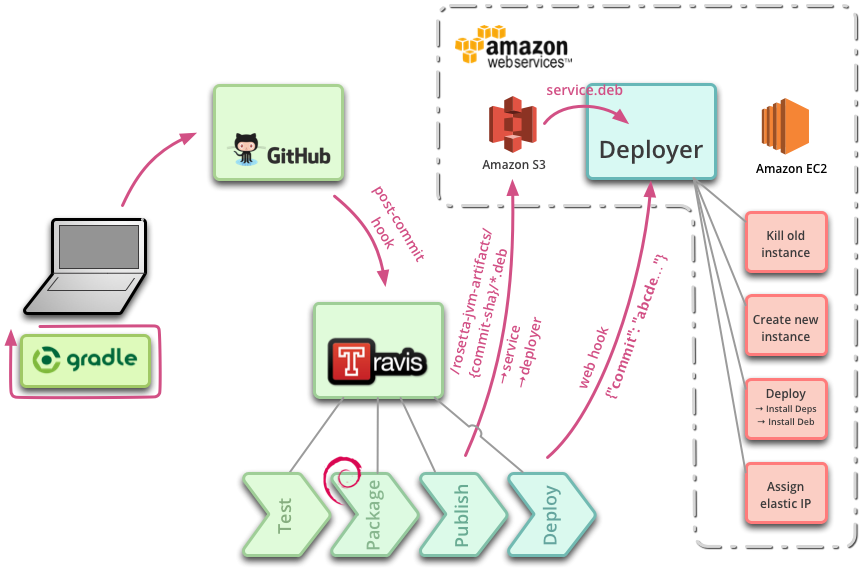 amazon
webservices™
service.deb
GitHub
Amazon S3
Deployer
Amazon EC2
post-commit
hook
gradle
Travis
/rosetta-jvm-artifacts/
{commit-sha}/*.deb
→service
→deployer
web hook
{"commit": "abcde..."}
Kill old
instance
Create new
instance
Deploy
→ Install Deps
→ Install Deb
Assign
elastic IP
Test
Package
Publish
Deploy